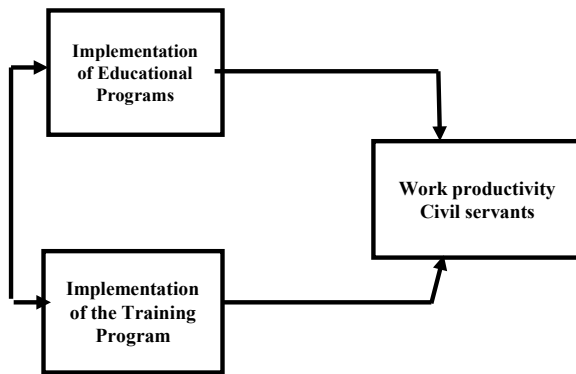 Implementation
of Educational
Programs
Work productivity
Civil servants
Implementation
of the Training
Program